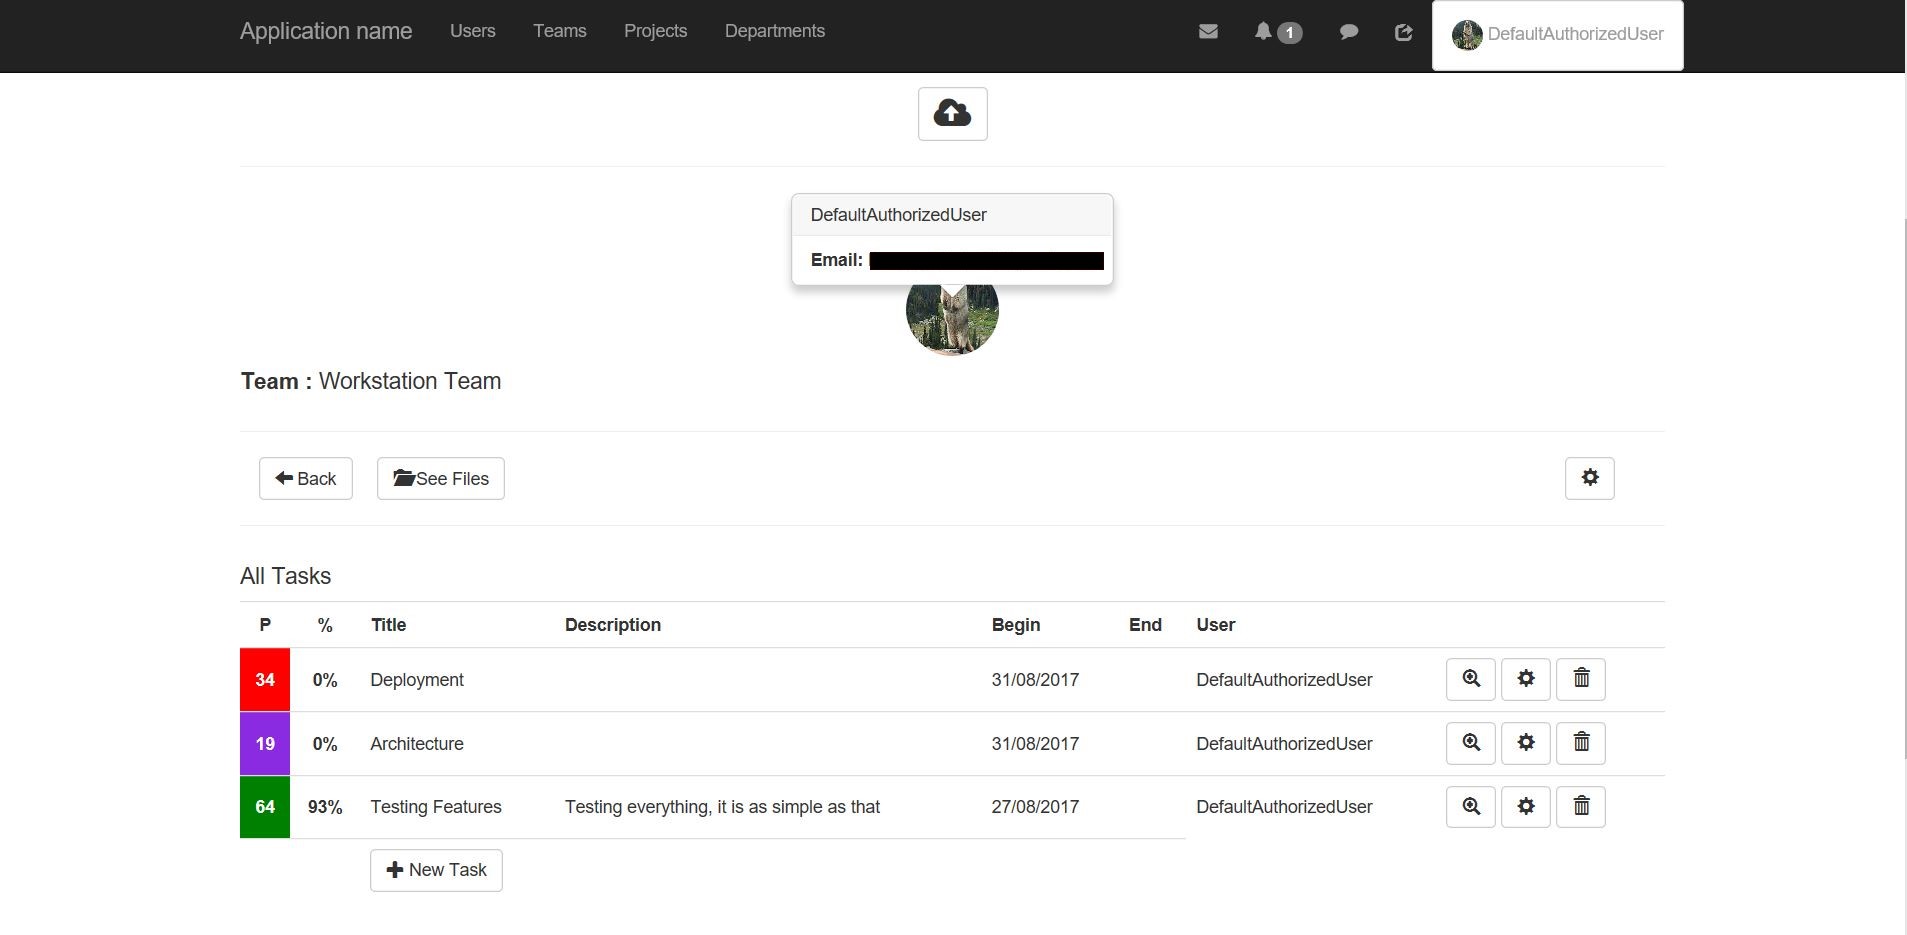 Application name Users Teams Projects Departments 1 DefaultAuthorizedUser
DefaultAuthorizedUser
Email:
Team : Workstation Team
Back See Files
All Tasks
P % Title Description Begin End User
34 0% Deployment 31/08/2017 DefaultAuthorizedUser
19 0% Architecture 31/08/2017 DefaultAuthorizedUser
64 93% Testing Features Testing everything, it is as simple as that 27/08/2017 DefaultAuthorizedUser
New Task